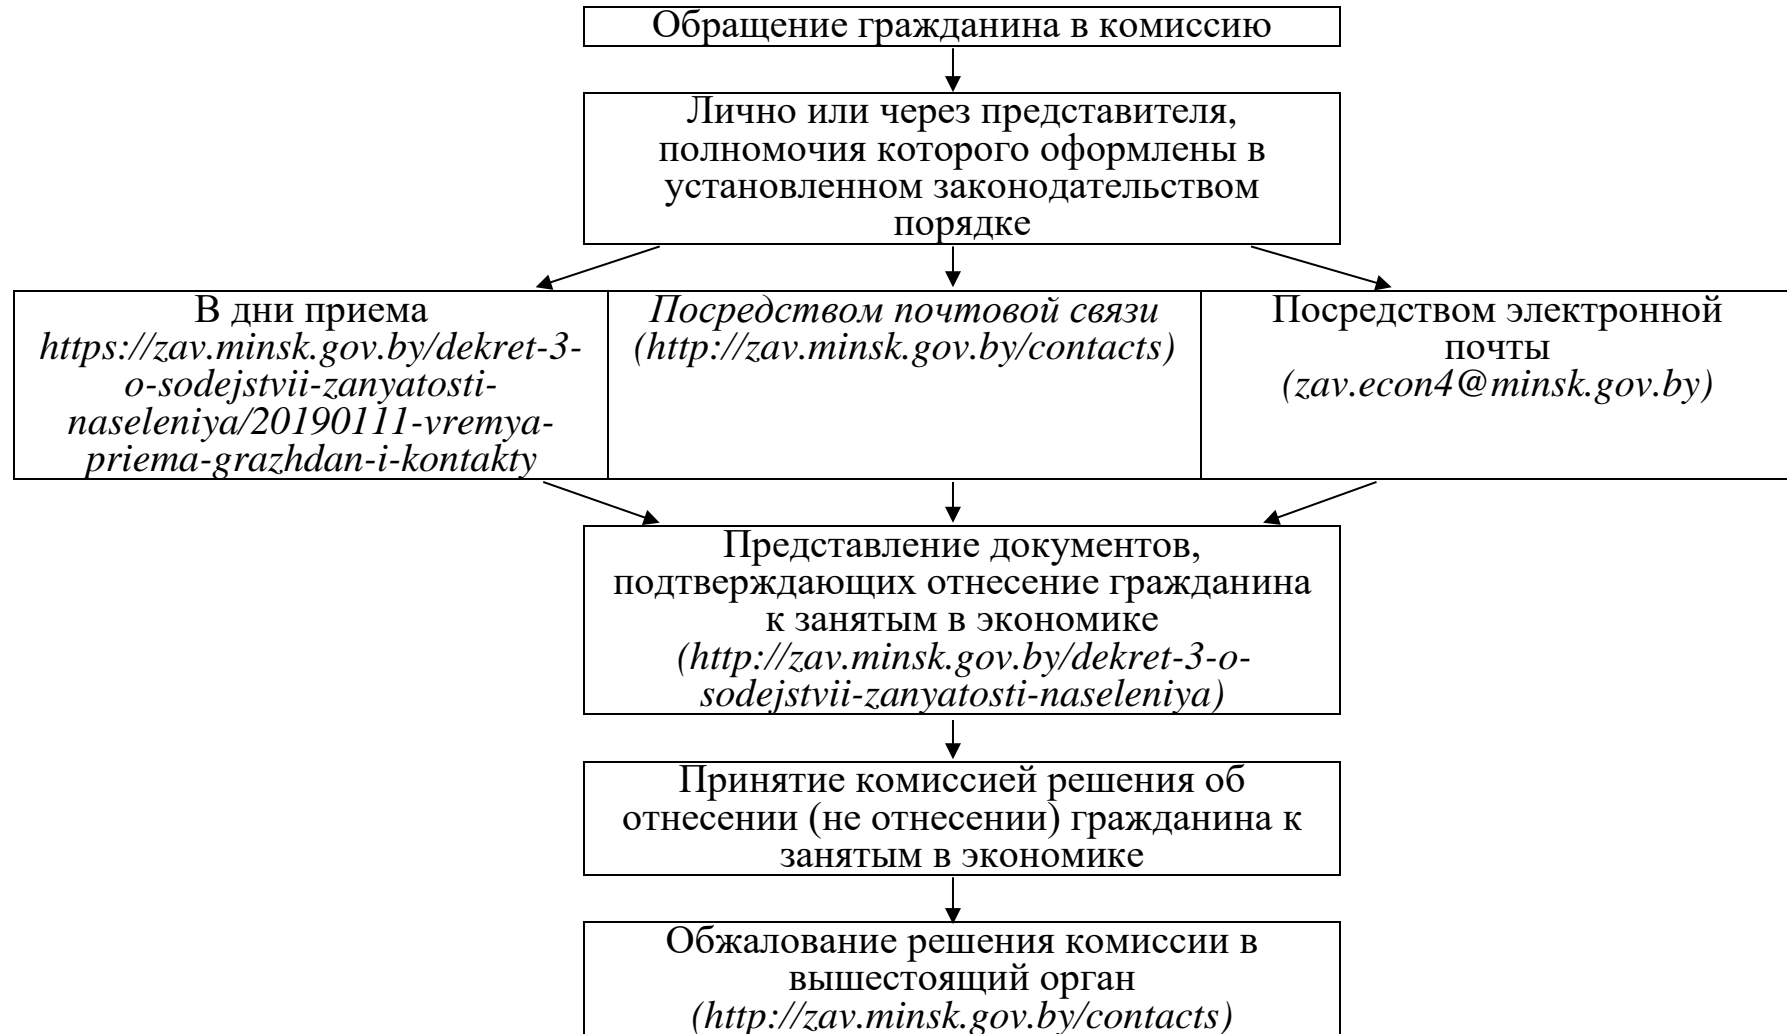 Обращение гражданина в комиссию
Лично или через представителя,
полномочия которого оформлены в
установленном законодательством
порядке
В дни приема
https://zav.minsk.gov.by/dekret-3-
o-sodejstvii-zanyatosti-
naseleniya/20190111-vremya-
priema-grazhdan-i-kontakty
Посредством почтовой связи
(http://zav.minsk.gov.by/contacts)
Посредством электронной
почты
(zav.econ4@minsk.gov.by)
Представление документов,
подтверждающих отнесение гражданина
к занятым в экономике
(http://zav.minsk.gov.by/dekret-3-o-
sodejstvii-zanyatosti-naseleniya)
Принятие комиссией решения об
отнесении (не отнесении) гражданина к
занятым в экономике
Обжалование решения комиссии в
вышестоящий орган
(http://zav.minsk.gov.by/contacts)